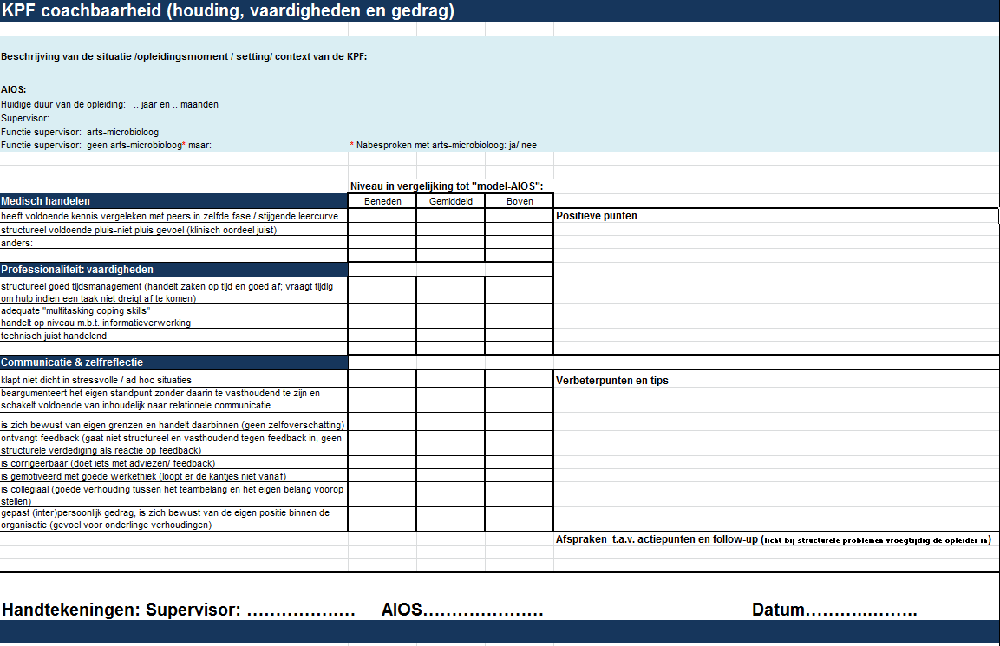 KPF coachbaarheid (houding, vaardigheden en gedrag)
Beschrijving van de situatie /opleidingsmoment / setting/ context van de KPF:
AIOS:
Huidige duur van de opleiding: .. jaar en .. maanden
Supervisor:
Functie supervisor: arts-microbioloog
Functie supervisor: geen arts-microbioloog* maar: * Nabesproken met arts-microbioloog: ja/ nee
Niveau in vergelijking tot "model-AIOS":
Medisch handelen Beneden Gemiddeld Boven
heeft voldoende kennis vergeleken met peers in zelfde fase / stijgende leercurve
Positieve punten
structureel voldoende pluis-niet pluis gevoel (klinisch oordeel juist)
anders:
Professionaliteit: vaardigheden
structureel goed tijdsmanagement (handelt zaken op tijd en goed af; vraagt tijdig
om hulp indien een taak niet dreigt af te komen)
adequate "multitasking coping skills"
handelt op niveau m.b.t. informatieverwerking
technisch juist handelend
Communicatie & zelfreflectie
klapt niet dicht in stressvolle / ad hoc situaties
Verbeterpunten en tips
beargumenteert het eigen standpunt zonder daarin te vasthoudend te zijn en
schakelt voldoende van inhoudelijk naar relationele communicatie
is zich bewust van eigen grenzen en handelt daarbinnen (geen zelfoverschatting)
ontvangt feedback (gaat niet structureel en vasthoudend tegen feedback in, geen
structurele verdediging als reactie op feedback)
is corrigeerbaar (doet iets met adviezen/ feedback)
is gemotiveerd met goede werkethiek (loopt er de kantjes niet vanaf)
is collegiaal (goede verhouding tussen het teambelang en het eigen belang voorop
stellen)
gepast (inter)persoonlijk gedrag, is zich bewust van de eigen positie binnen de
organisatie (gevoel voor onderlinge verhoudingen)
Afspraken t.a.v. actiepunten en follow-up (licht bij structurele problemen vroegtijdig de opleider in)
Handtekeningen: Supervisor: ………………. AIOS………………… Datum………..………..